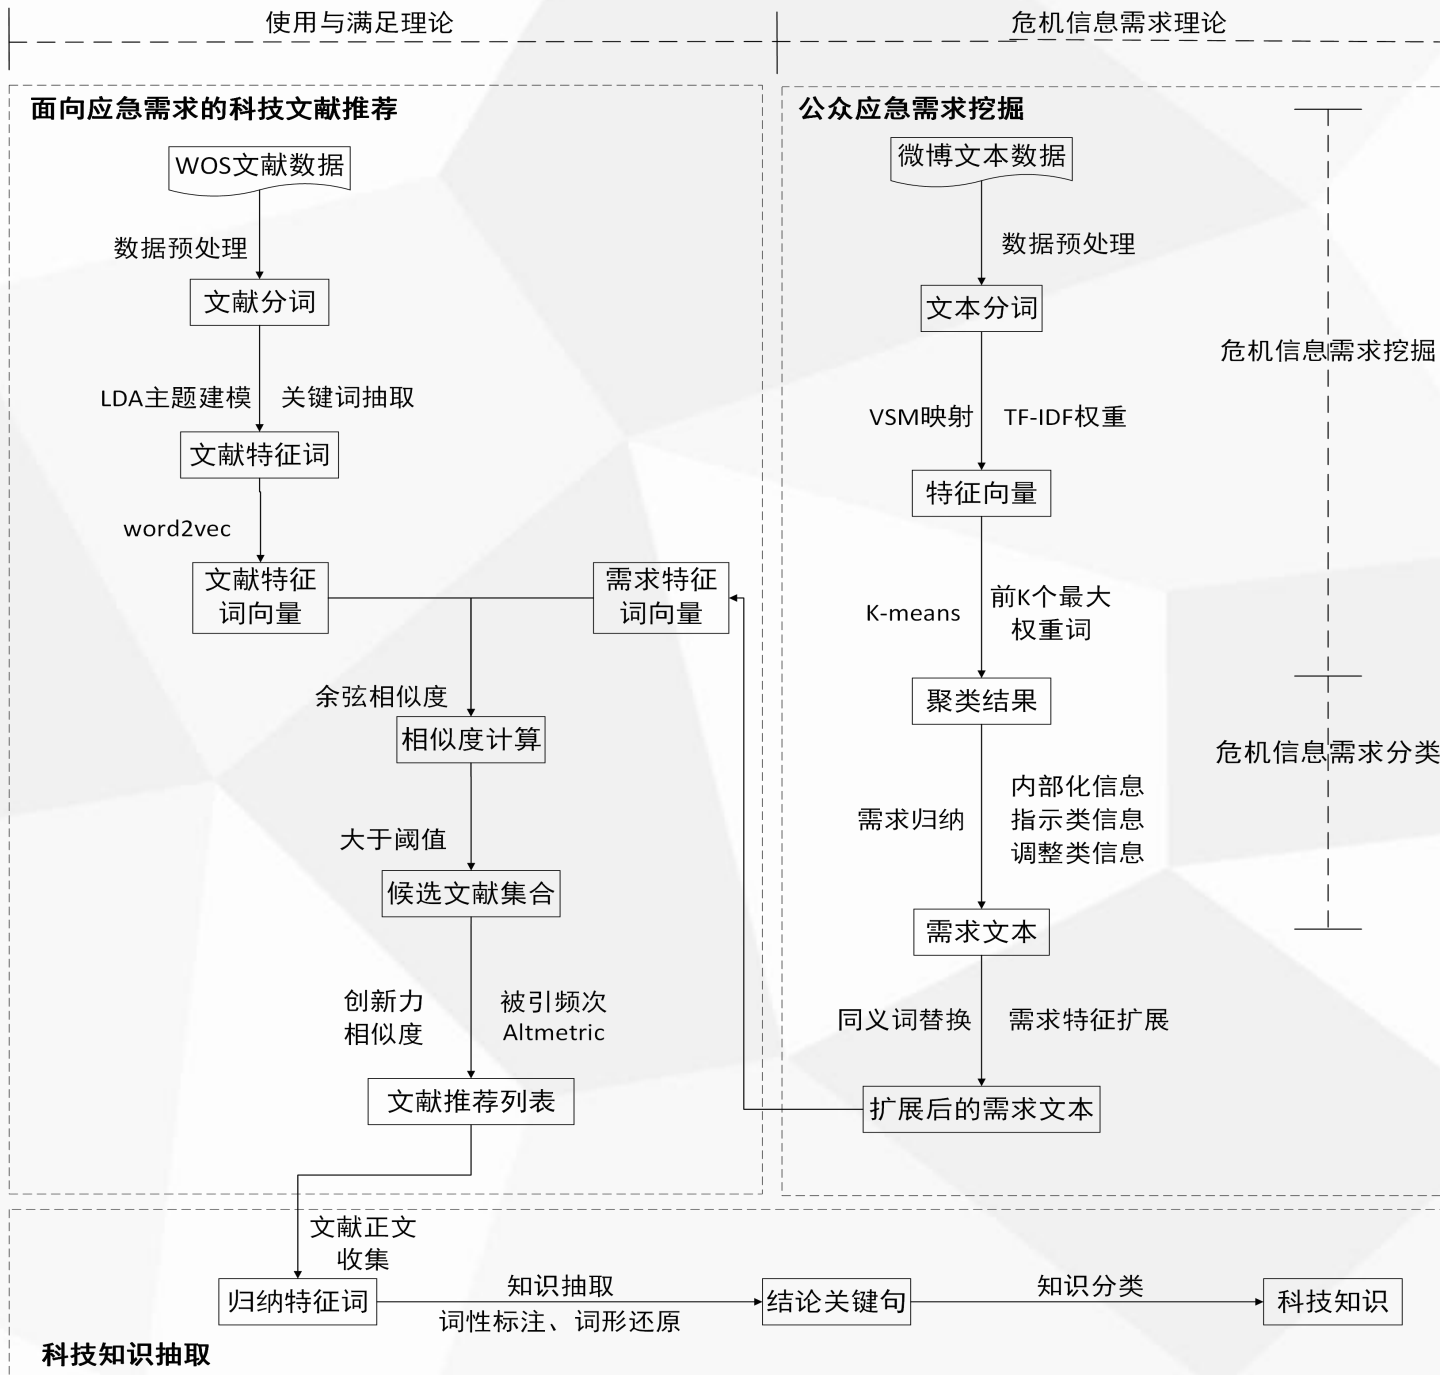 使用与满足理论
危机信息需求理论
面向应急需求的科技文献推荐
WOS文献数据
数据预处理
文献分词
LDA主题建模
关键词抽取
文献特征词
word2vec
文献特征
词向量
需求特征
词向量
余弦相似度
相似度计算
大于阈值
候选文献集合
创新力
相似度
被引频次
Altmetric
文献推荐列表
公众应急需求挖掘
微博文本数据
数据预处理
文本分词
VSM映射
TF-IDF权重
特征向量
K-means
前K个最大
权重词
聚类结果
需求归纳
内部化信息
指示类信息
调整类信息
需求文本
同义词替换
需求特征扩展
扩展后的需求文本
危机信息需求挖掘
危机信息需求分类
文献正文
收集
归纳特征词
知识抽取
词性标注、词形还原
结论关键句
知识分类
科技知识
科技知识抽取